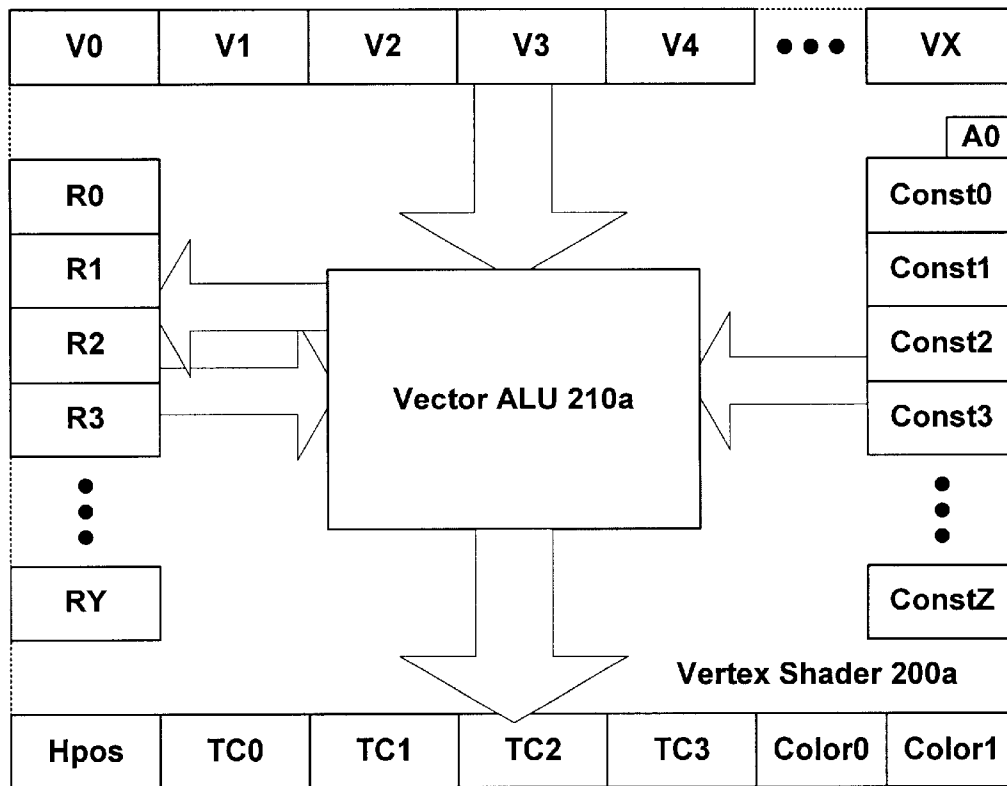 V0 V1 V2 V3 V4 VX
A0
R0 Const0
R1 Const1
R2 Const2
Vector ALU 210a
R3 Const3
RY ConstZ
Vertex Shader 200a
Hpos TC0 TC1 TC2 TC3 Color0 Color1